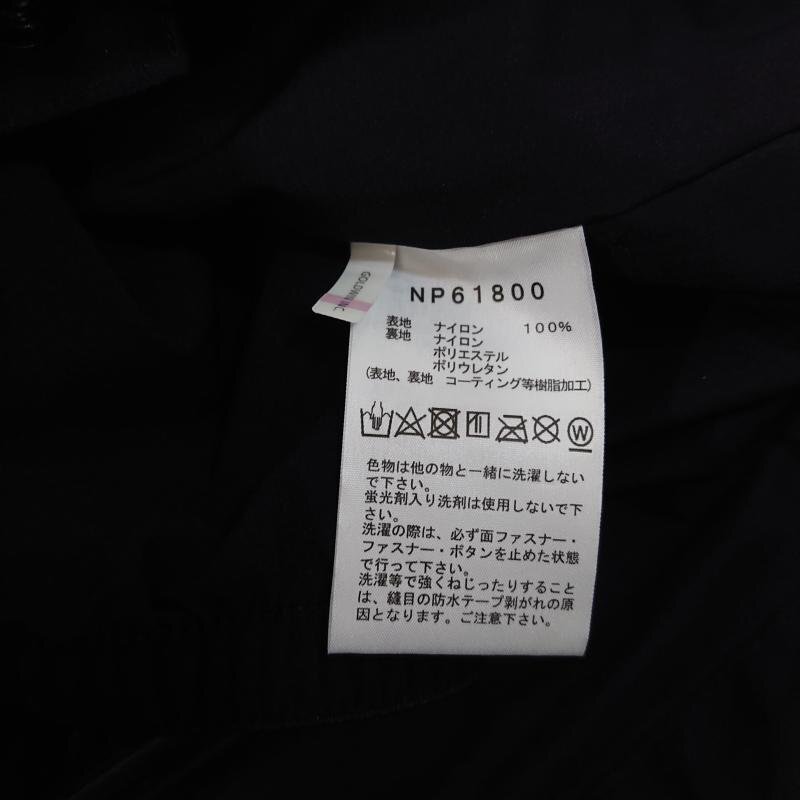 GOLDWIN INC
NP61800
表地 ナイロン 100%
裏地 ナイロン
ポリエステル
ポリウレタン
(表地、裏地 コーティング等樹脂加工)
W
色物は他の物と一緒に洗濯しない
で下さい。
蛍光剤入り洗剤は使用しないで下
さい。
洗濯の際は、必ず面ファスナー・
ファスナー・ボタンを止めた状態
で行って下さい。
洗濯等で強くねじったりすること
は、縫目の防水テープ剥がれの原
因となります。ご注意下さい。